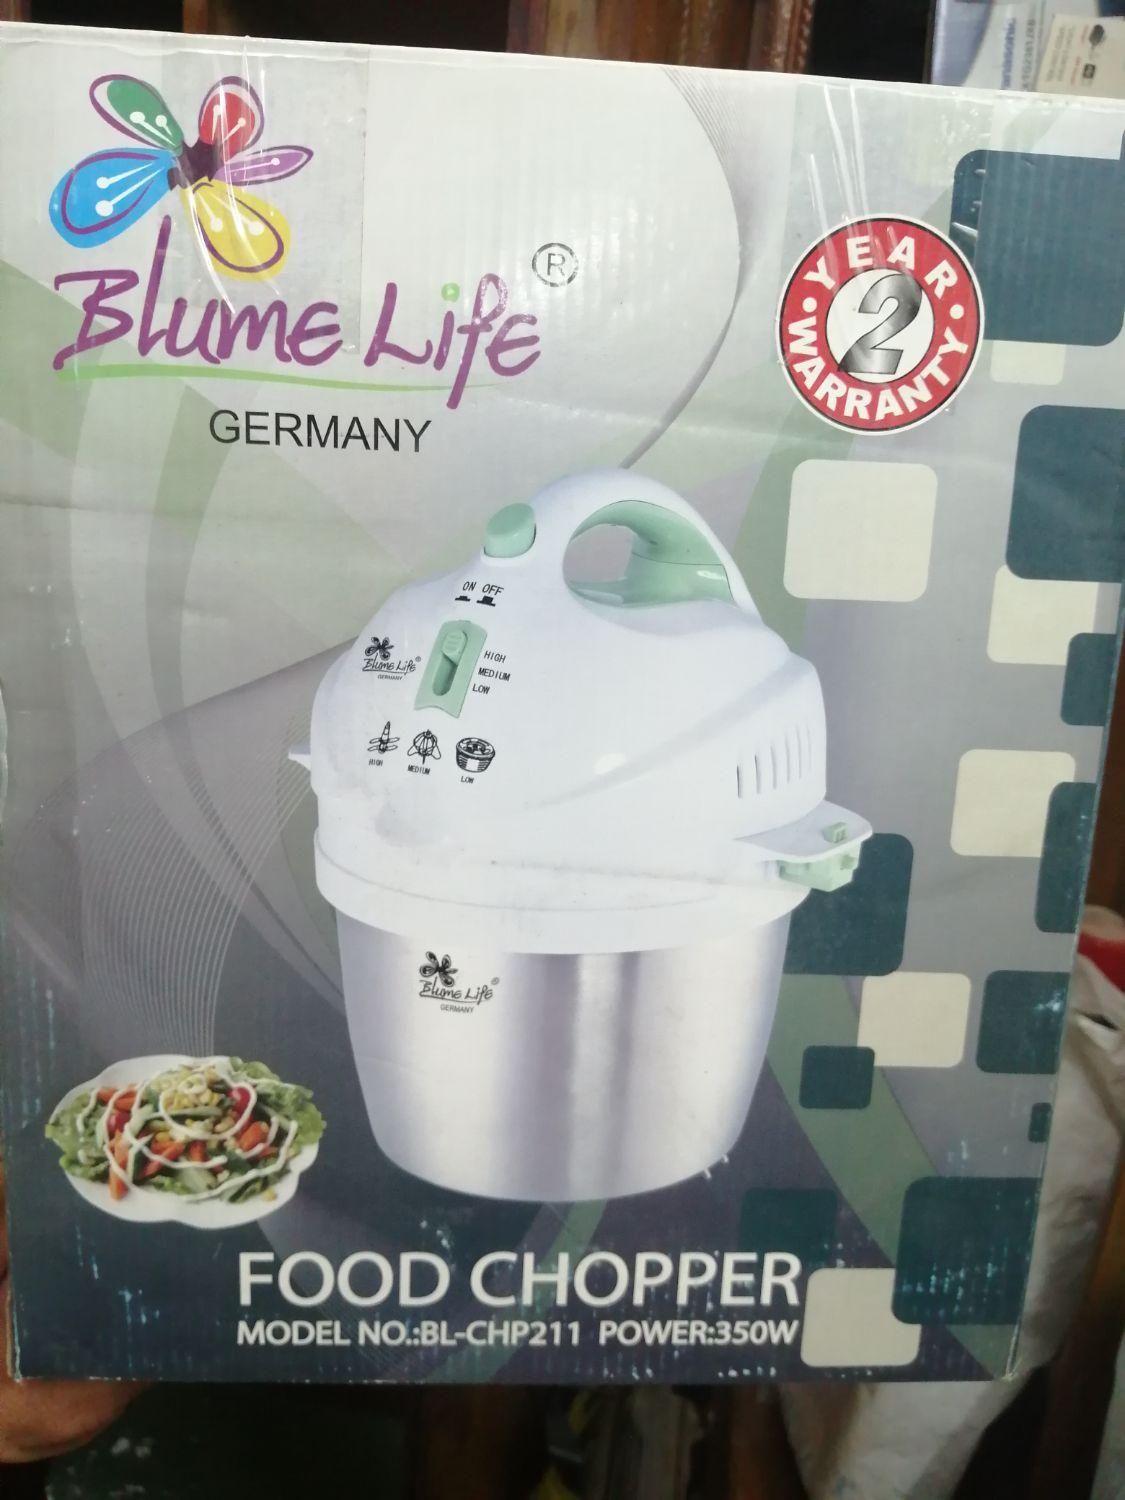 Blume Life ®
GERMANY
YEAR
2
WARRANTY
ON OFF
HIGH
MEDIUM
LOW
Blume Life ®
GERMANY
HIGH
MEDIUM
LOW
Blume Life ®
GERMANY
FOOD CHOPPER
MODEL NO.:BL-CHP211 POWER:350W